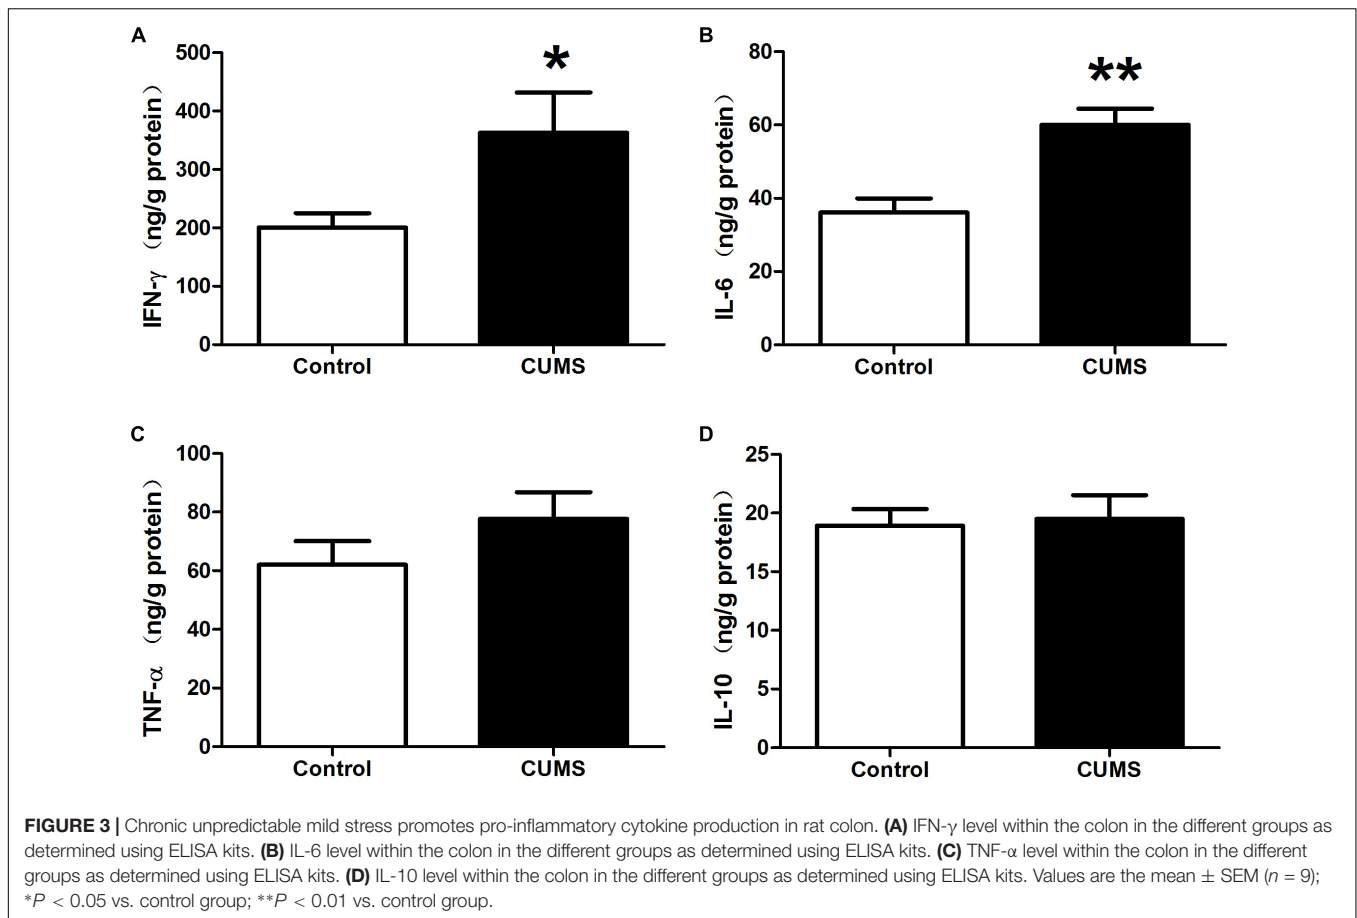 A
B
500
400
300
200
100
0
IFN-γ （ng/g protein）
*
Control
CUMS
80
60
40
20
0
IL-6 （ng/g protein）
**
Control
CUMS
C
D
100
80
60
40
20
0
TNF-α （ng/g protein）
Control
CUMS
25
20
15
10
5
0
IL-10 （ng/g protein）
Control
CUMS
FIGURE 3 | Chronic unpredictable mild stress promotes pro-inflammatory cytokine production in rat colon. (A) IFN-γ level within the colon in the different groups as
determined using ELISA kits. (B) IL-6 level within the colon in the different groups as determined using ELISA kits. (C) TNF-α level within the colon in the different
groups as determined using ELISA kits. (D) IL-10 level within the colon in the different groups as determined using ELISA kits. Values are the mean ± SEM (n = 9);
*P < 0.05 vs. control group; **P < 0.01 vs. control group.